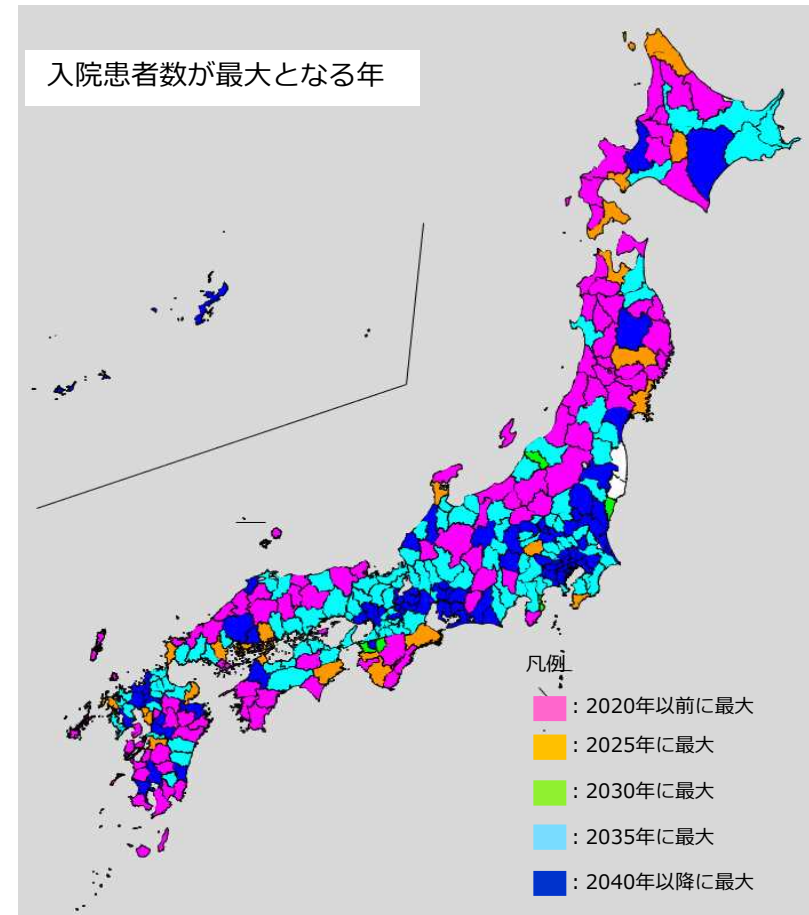 入院患者数が最大となる年
凡例
：2020年以前に最大
：2025年に最大
：2030年に最大
：2035年に最大
：2040年以降に最大